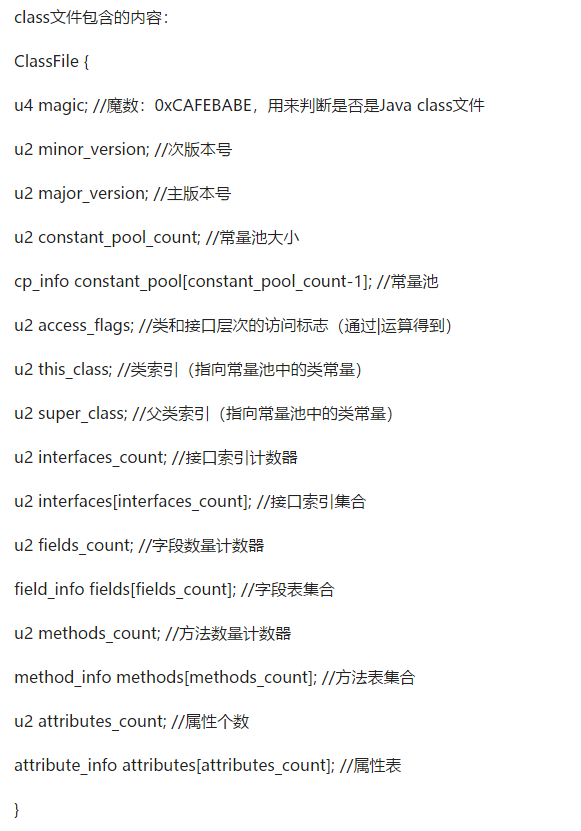 class文件包含的内容：
ClassFile {
u4 magic; //魔数：0xCAFEBABE，用来判断是否是Java class文件
u2 minor_version; //次版本号
u2 major_version; //主版本号
u2 constant_pool_count; //常量池大小
cp_info constant_pool[constant_pool_count-1]; //常量池
u2 access_flags; //类和接口层次的访问标志（通过|运算得到）
u2 this_class; //类索引（指向常量池中的类常量）
u2 super_class; //父类索引（指向常量池中的类常量）
u2 interfaces_count; //接口索引计数器
u2 interfaces[interfaces_count]; //接口索引集合
u2 fields_count; //字段数量计数器
field_info fields[fields_count]; //字段表集合
u2 methods_count; //方法数量计数器
method_info methods[methods_count]; //方法表集合
u2 attributes_count; //属性个数
attribute_info attributes[attributes_count]; //属性表
}